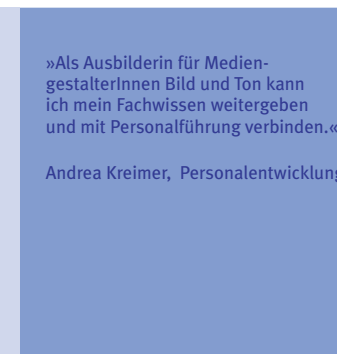 »Als Ausbilderin für Medien-
gestalterInnen Bild und Ton kann
ich mein Fachwissen weitergeben
und mit Personalführung verbinden.«
Andrea Kreimer, Personalentwicklung